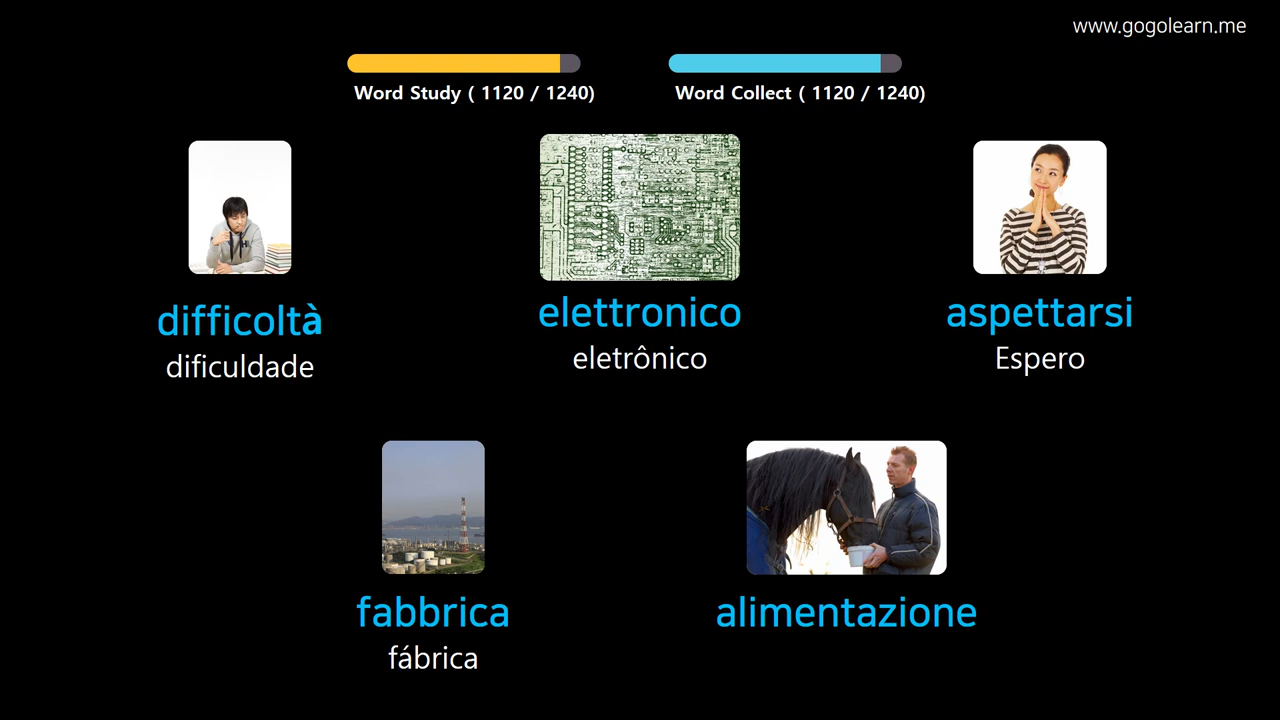 www.gogolearn.me
Word Study ( 1120 / 1240)
Word Collect ( 1120 / 1240)
difficoltà
dificuldade
elettronico
eletrônico
aspettarsi
Espero
fabbrica
fábrica
alimentazione